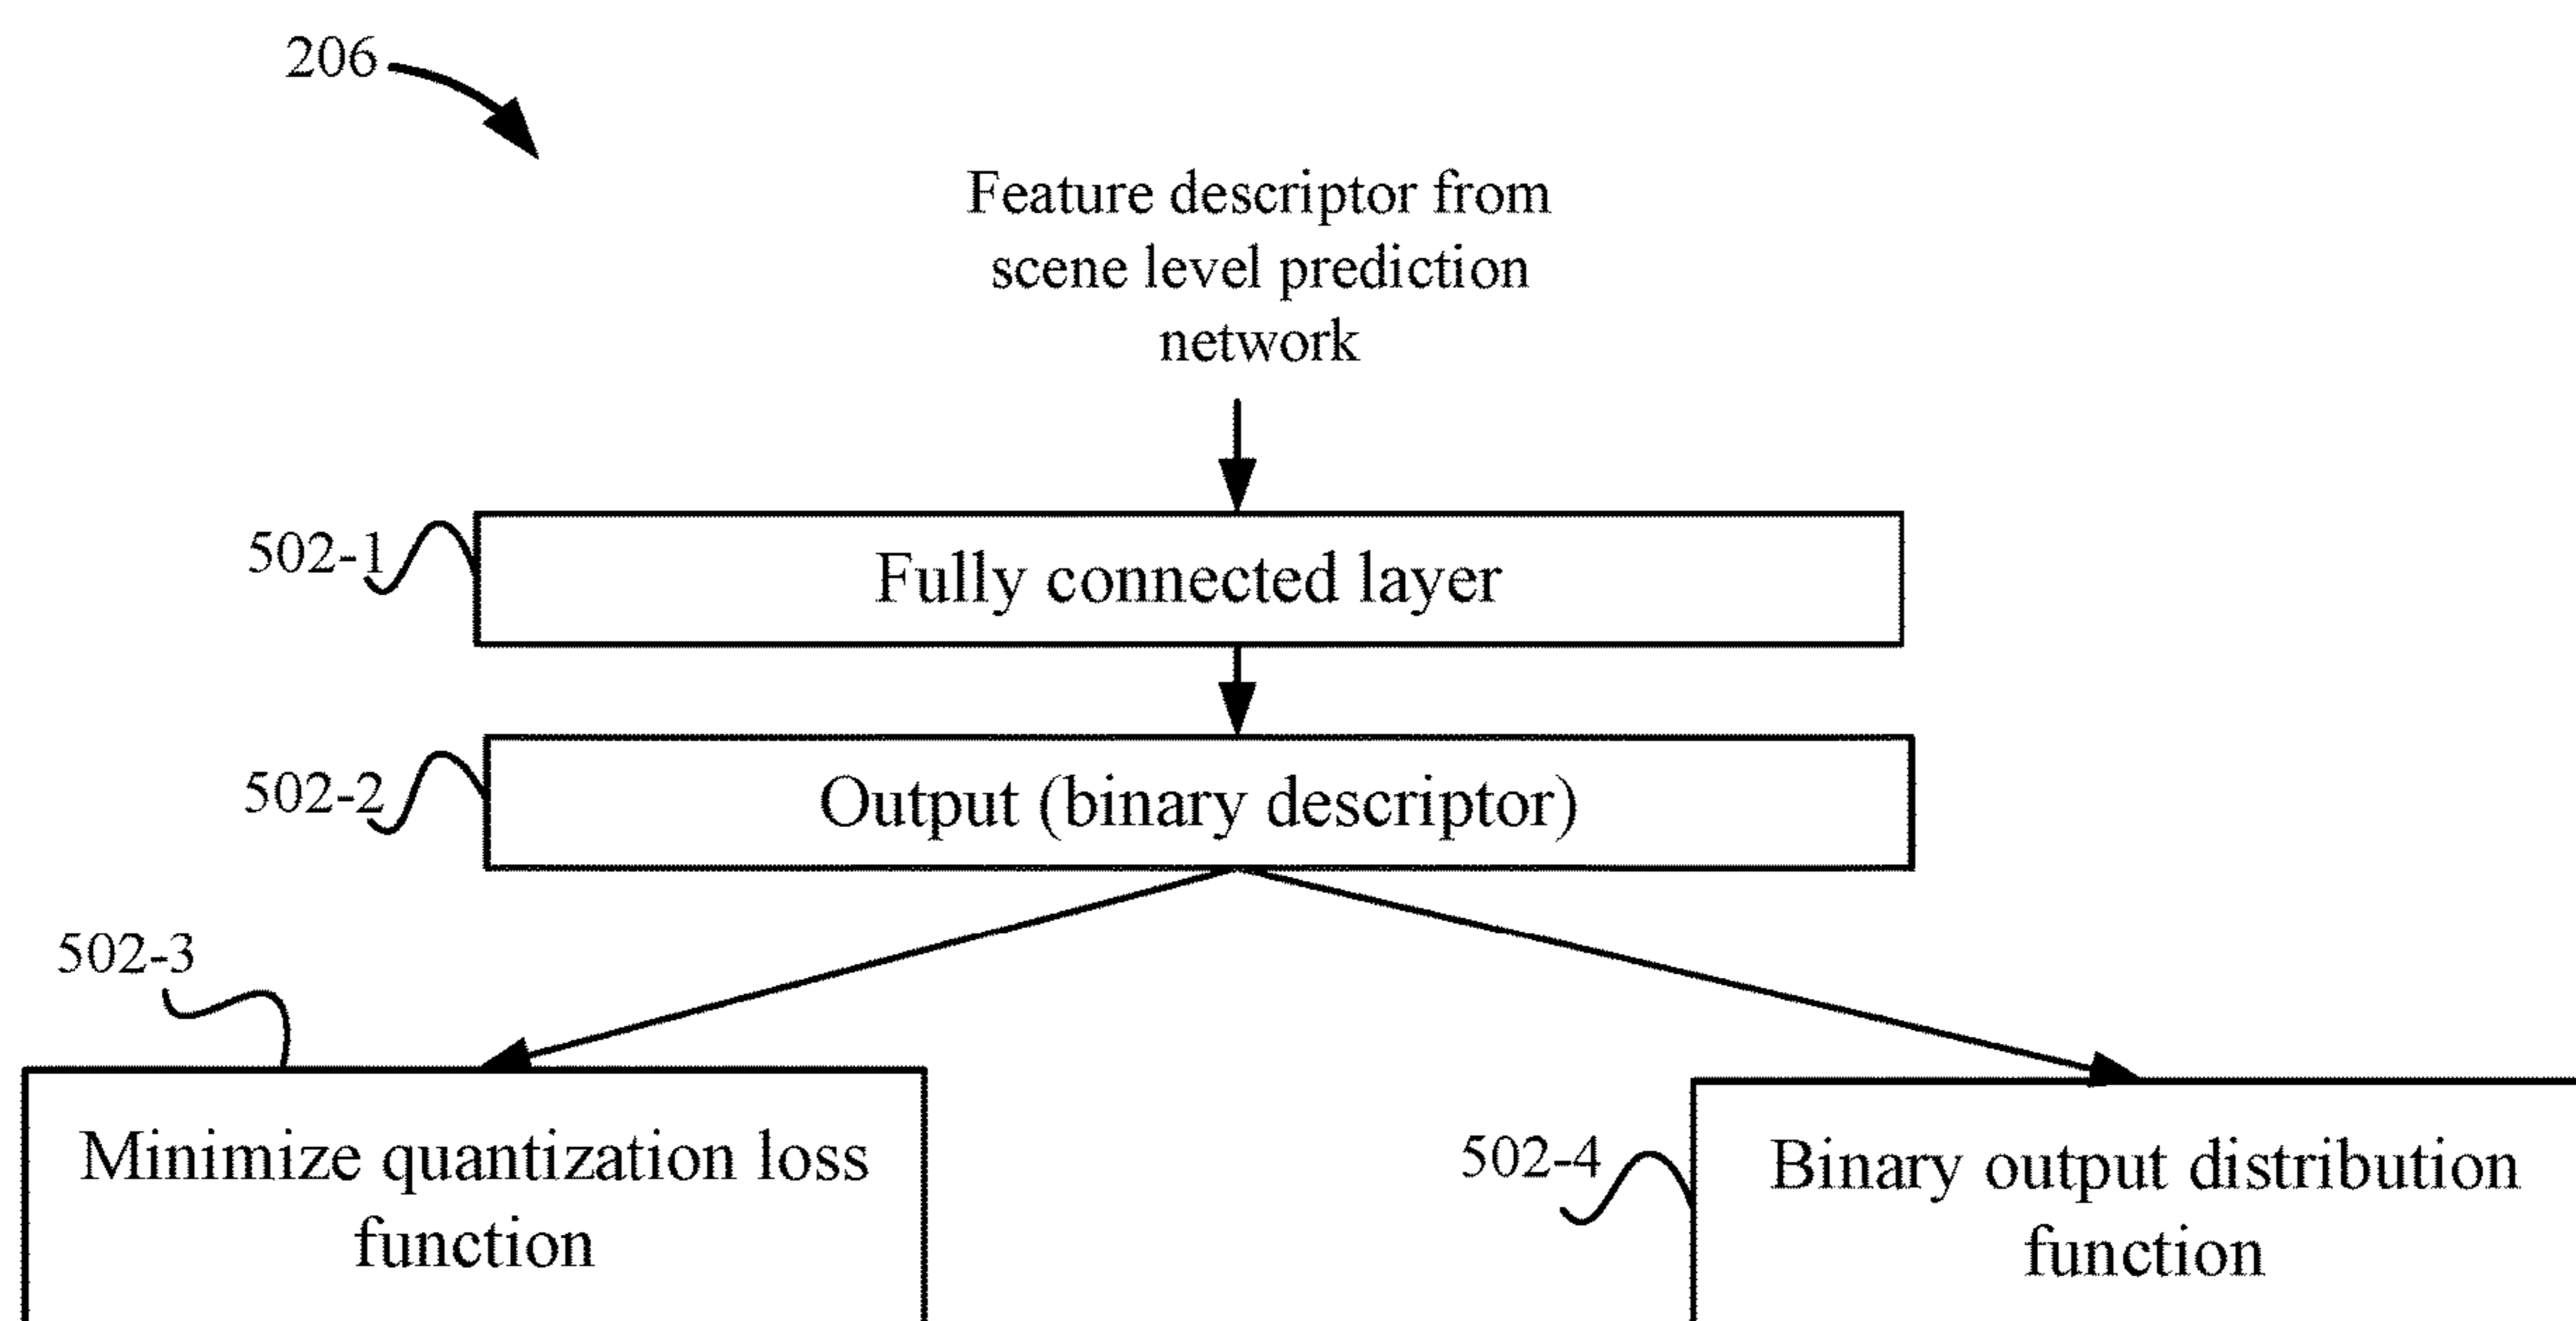 206
Feature descriptor from
scene level prediction
network
502-1
Fully connected layer
502-2
Output (binary descriptor)
502-3
Minimize quantization loss
function
502-4
Binary output distribution
function